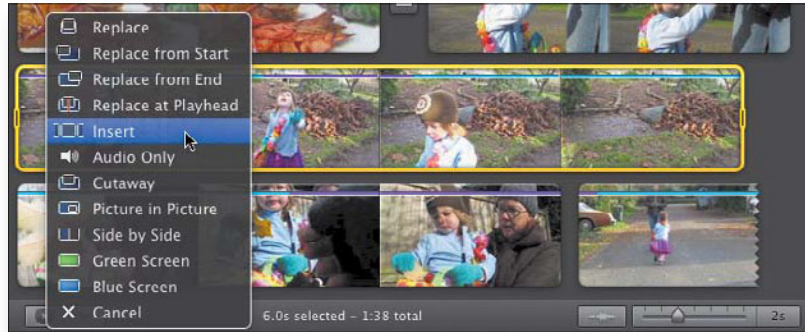 Replace
Replace from Start
Replace from End
Replace at Playhead
Insert
Audio Only
Cutaway
Picture in Picture
Side by Side
Green Screen
Blue Screen
Cancel
6.0s selected – 1:38 total
2s